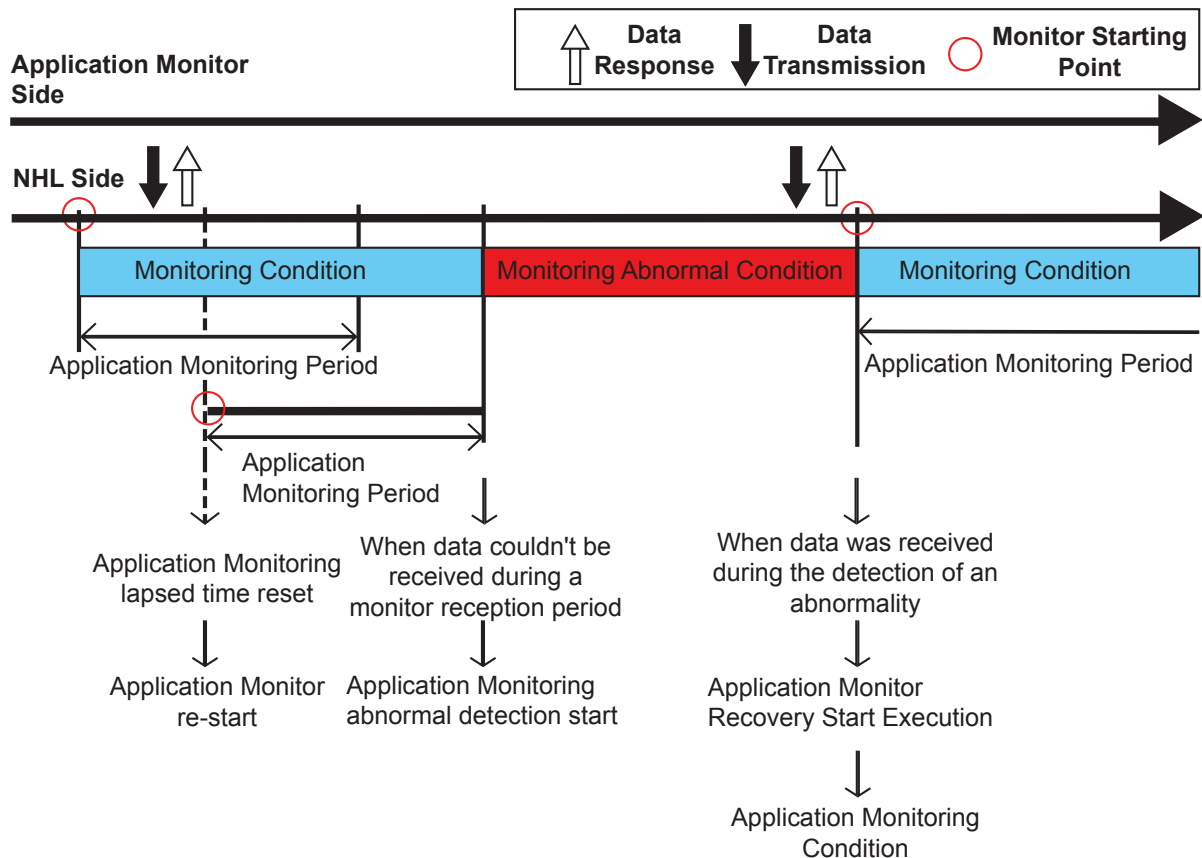 Data
Response
Data
Transmission
Monitor Starting
Point
Application Monitor
Side
NHL Side
Monitoring Condition
Monitoring Abnormal Condition
Monitoring Condition
Application Monitoring Period
Application Monitoring Period
Application
Monitoring Period
Application Monitoring
lapsed time reset
Application Monitor
re-start
When data couldn't be
received during a
monitor reception period
Application Monitoring
abnormal detection start
When data was received
during the detection of an
abnormality
Application Monitor
Recovery Start Execution
Application Monitoring
Condition